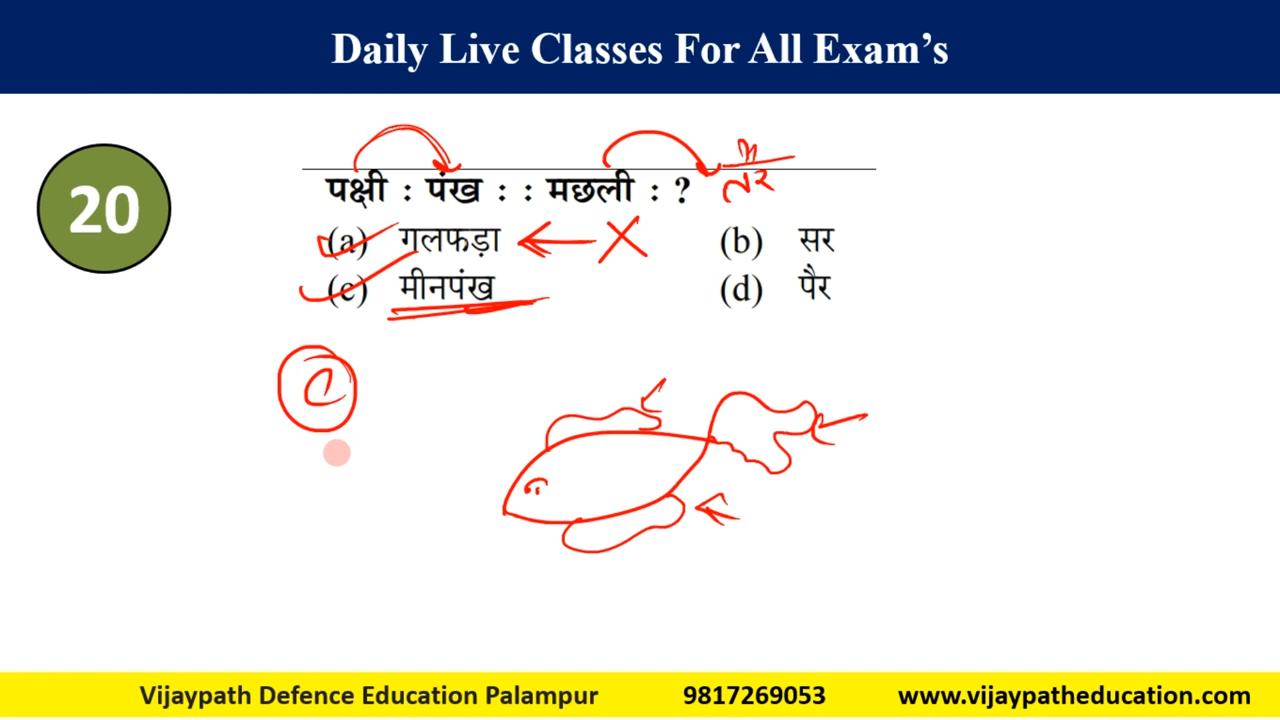 Daily Live Classes For All Exam's
20
पक्षी : पंख : : मछली : ?
(a) गलफड़ा (b) सर
(c) मीनपंख (d) पैर
C
Vijaypath Defence Education Palampur 9817269053 www.vijaypatheducation.com